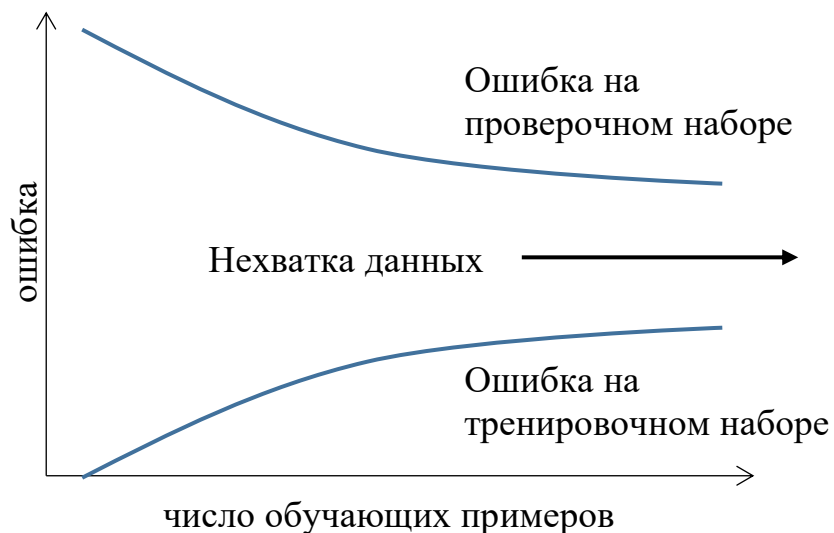 Ошибка на
проверочном наборе
ошибка
Нехватка данных
Ошибка на
тренировочном наборе
число обучающих примеров